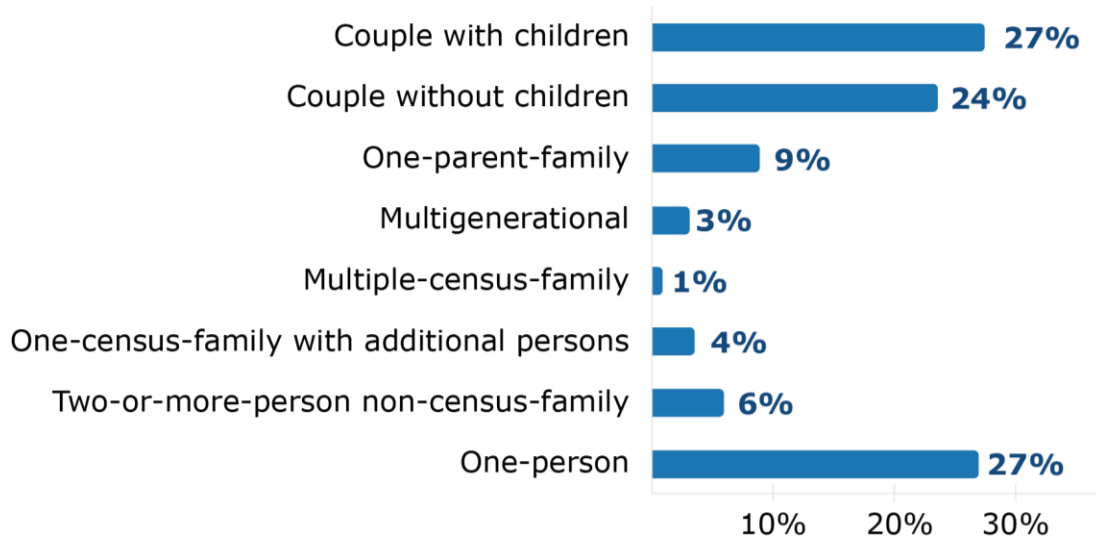 Couple with children 27%
Couple without children 24%
One-parent-family 9%
Multigenerational 3%
Multiple-census-family 1%
One-census-family with additional persons 4%
Two-or-more-person non-census-family 6%
One-person 27%
10% 20% 30%